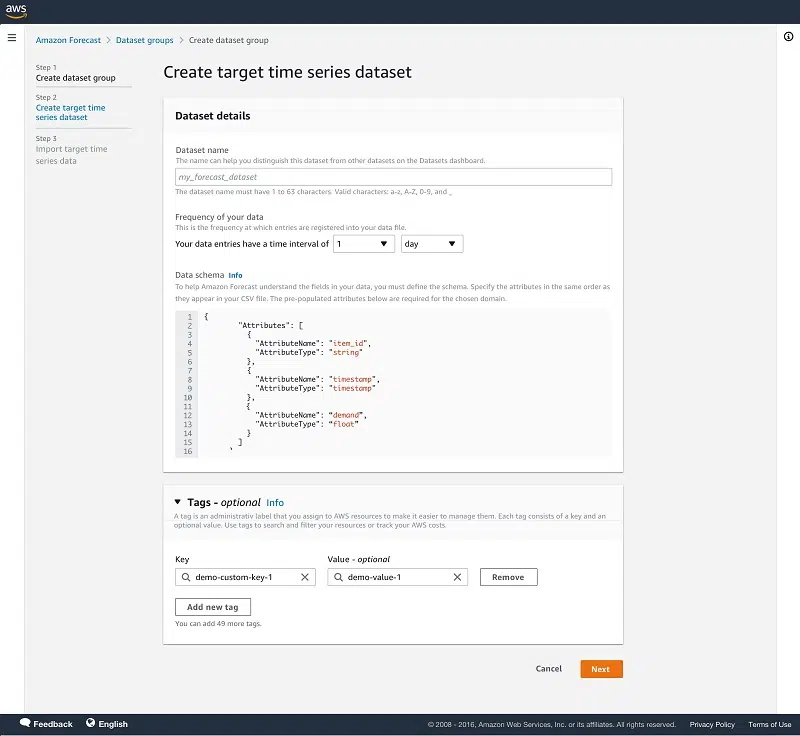 aws
Amazon Forecast > Dataset groups > Create dataset group
Step 1
Create dataset group
Step 2
Create target time
series dataset
Step 3
Import target time
series data
Create target time series dataset
Dataset details
Dataset name
The name can help you distinguish this dataset from other datasets on the Datasets dashboard.
my_forecast_dataset
The dataset name must have 1 to 63 characters. Valid characters: a-z, A-Z, 0-9, and _
Frequency of your data
This is the frequency at which entries are registered into your data file.
Your data entries have a time interval of 1 day
Data schema Info
To help Amazon Forecast understand the fields in your data, you must define the schema. Specify the attributes in the same order as
they appear in your CSV file. The pre-populated attributes below are required for the chosen domain.
1 {
2 "Attributes": [
3 {
4 "AttributeName": "item_id",
5 "AttributeType": "string"
6 },
7 {
8 "AttributeName": "timestamp",
9 "AttributeType": "timestamp"
10 },
11 {
12 "AttributeName": “demand”,
13 "AttributeType": “float”
14 }
15 ]
16
Tags - optional Info
A tag is an administrativ label that you assign to AWS resources to make it easier to manage them. Each tag consists of a key and an
optional value. Use tags to search and filter your resources or track your AWS costs.
Key Value - optional
demo-custom-key-1 demo-value-1 Remove
Add new tag
You can add 49 more tags.
Cancel Next
Feedback English © 2008 - 2016, Amazon Web Services, Inc. or its affiliates. All rights reserved. Privacy Policy Terms of Use